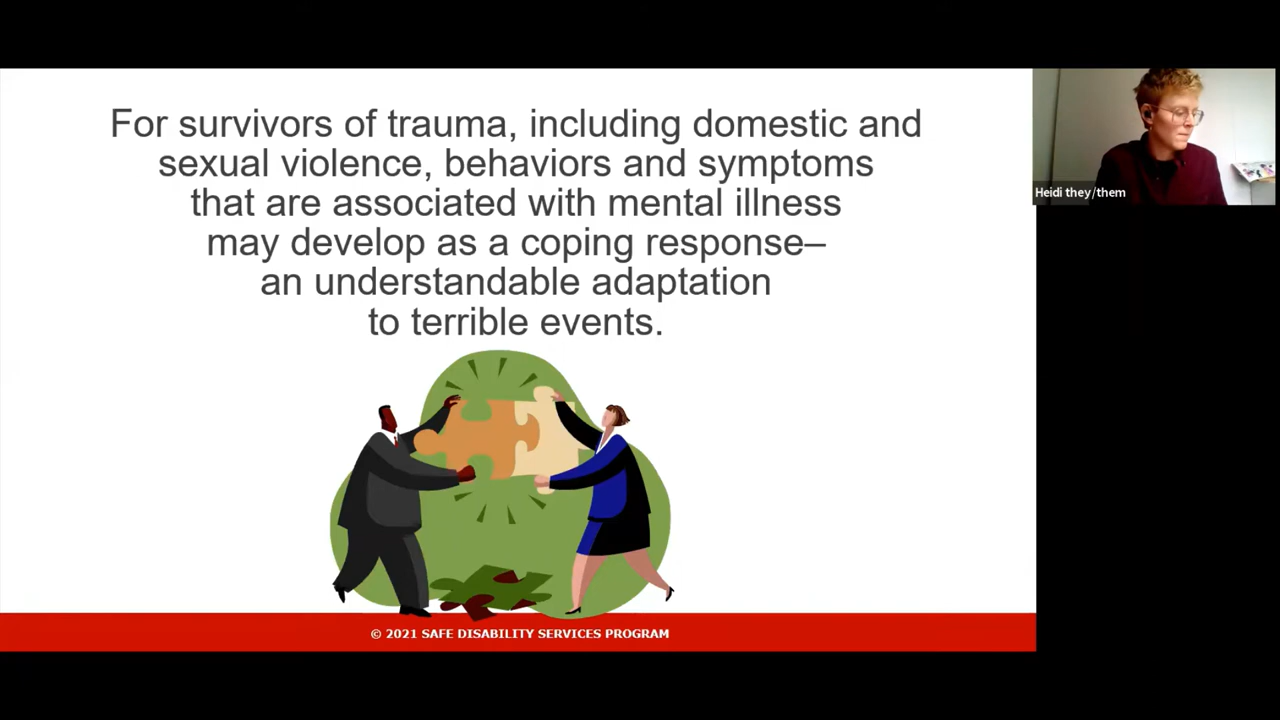 For survivors of trauma, including domestic and
sexual violence, behaviors and symptoms
that are associated with mental illness
may develop as a coping response–
an understandable adaptation
to terrible events.
© 2021 SAFE DISABILITY SERVICES PROGRAM
Heidi they/them